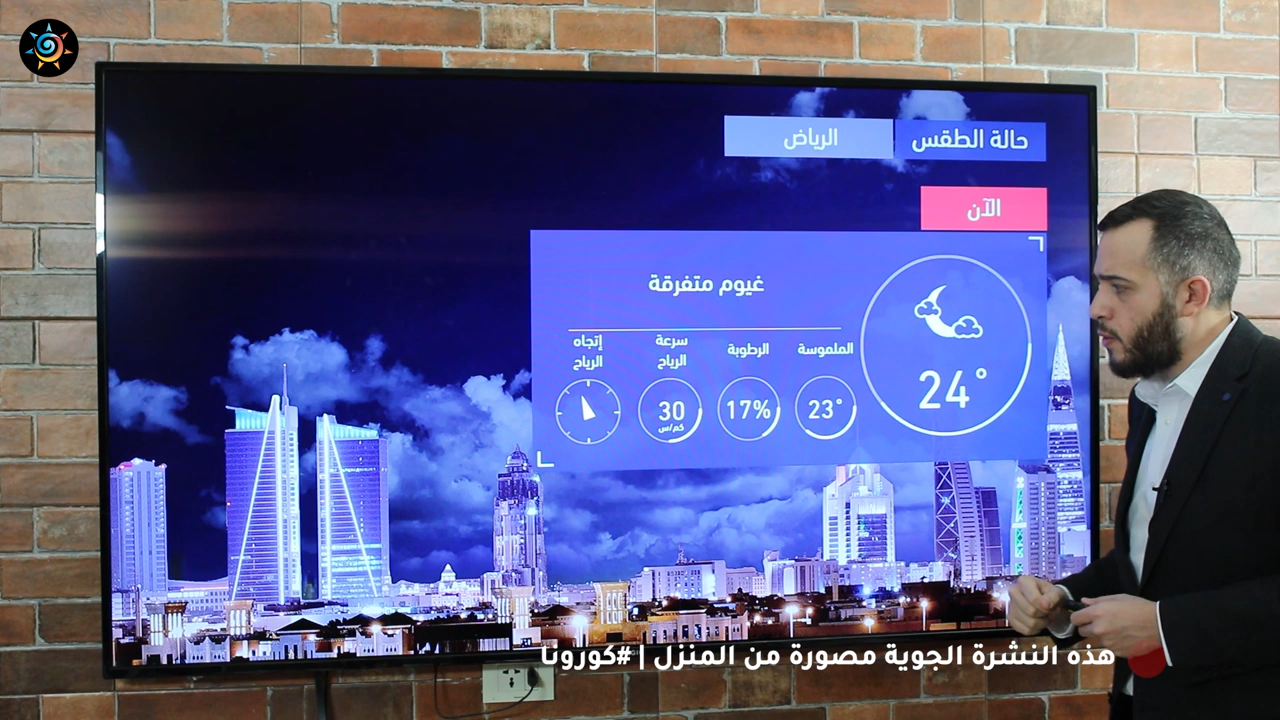 حالة الطقس
الرياض
الآن
غيوم متفرقة
الملموسة
الرطوبة
سرعة الرياح
إتجاه الرياح
24°
23°
17%
30
كم/س
هذه النشرة الجوية مصورة من المنزل | #كورونا